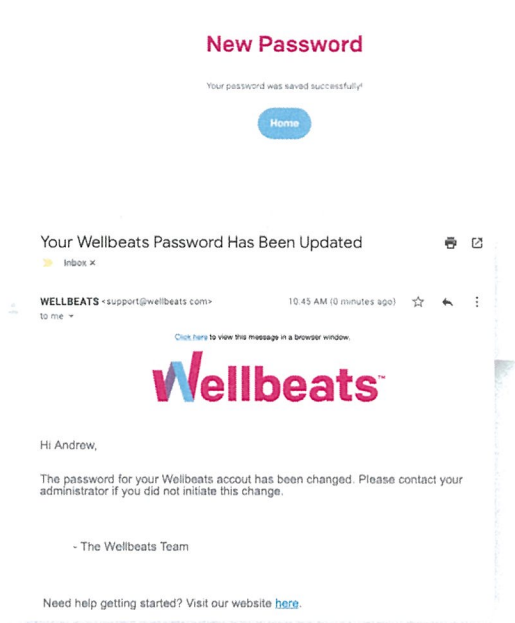 New Password
Your password was saved successfully!
Home
Your Wellbeats Password Has Been Updated
Inbox ×
WELLBEATS <support@wellbeats.com> 10:45 AM (0 minutes ago)
to me
Click here to view this message in a browser window.
Wellbeats™
Hi Andrew,
The password for your Wellbeats accout has been changed. Please contact your
administrator if you did not initiate this change.
- The Wellbeats Team
Need help getting started? Visit our website here.